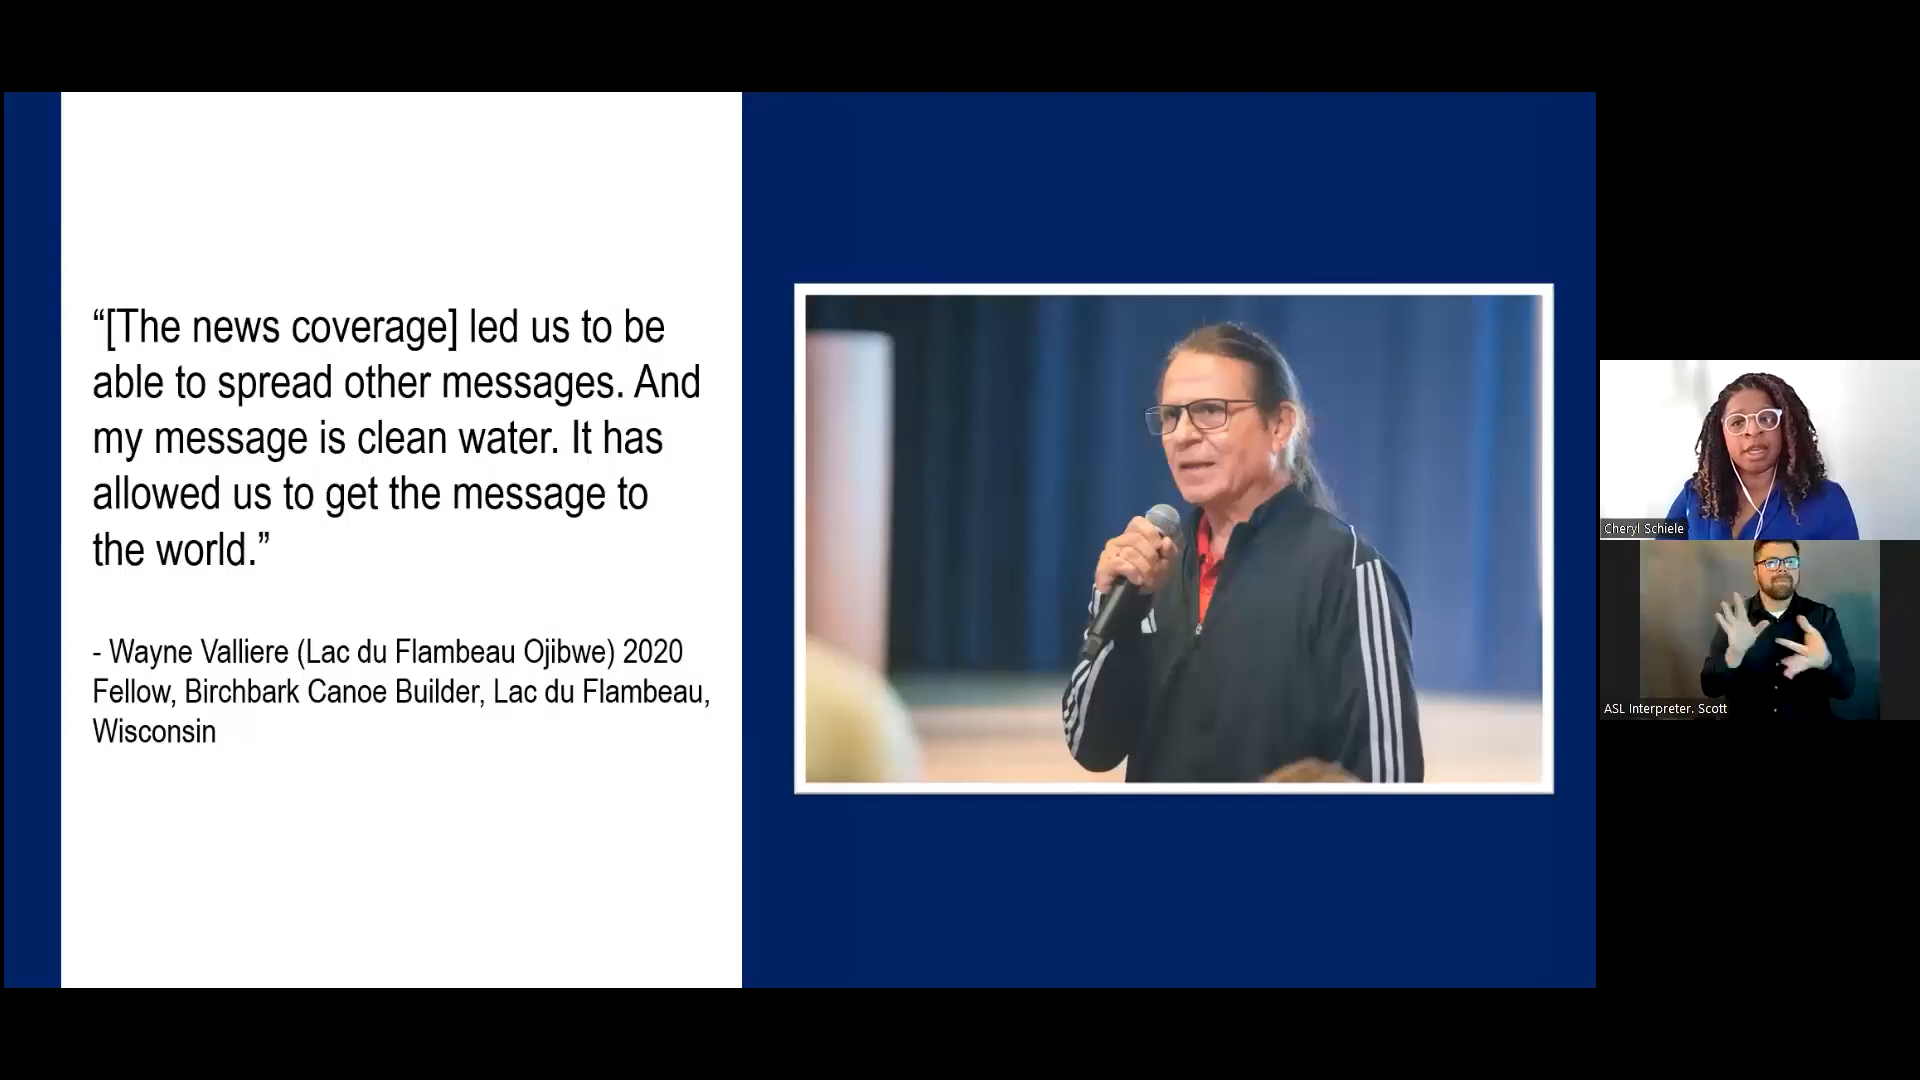 “[The news coverage] led us to be
able to spread other messages. And
my message is clean water. It has
allowed us to get the message to
the world.”
- Wayne Valliere (Lac du Flambeau Ojibwe) 2020
Fellow, Birchbark Canoe Builder, Lac du Flambeau,
Wisconsin
Cheryl Schiele
ASL Interpreter. Scott